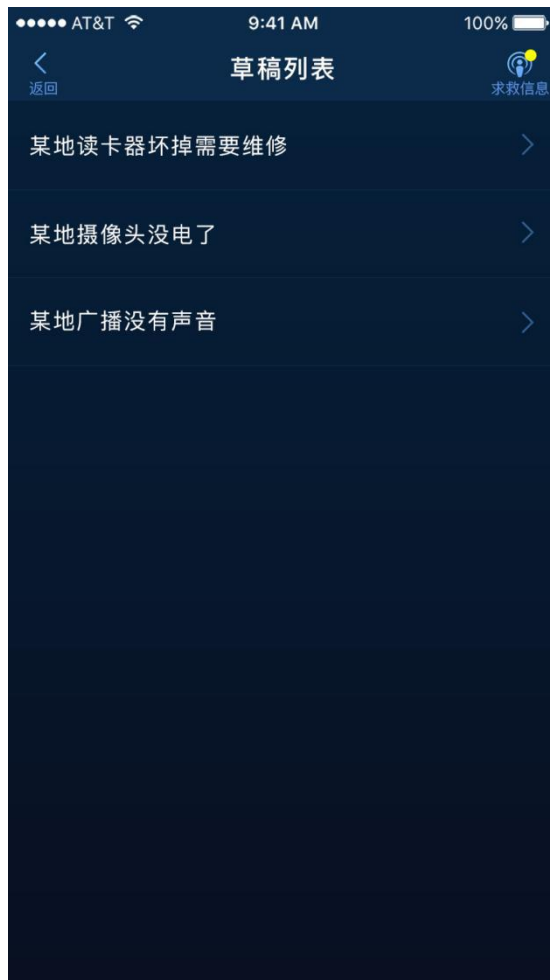 AT&T 9:41 AM 100%
草稿列表
返回 求救信息
某地读卡器坏掉需要维修
某地摄像头没电了
某地广播没有声音